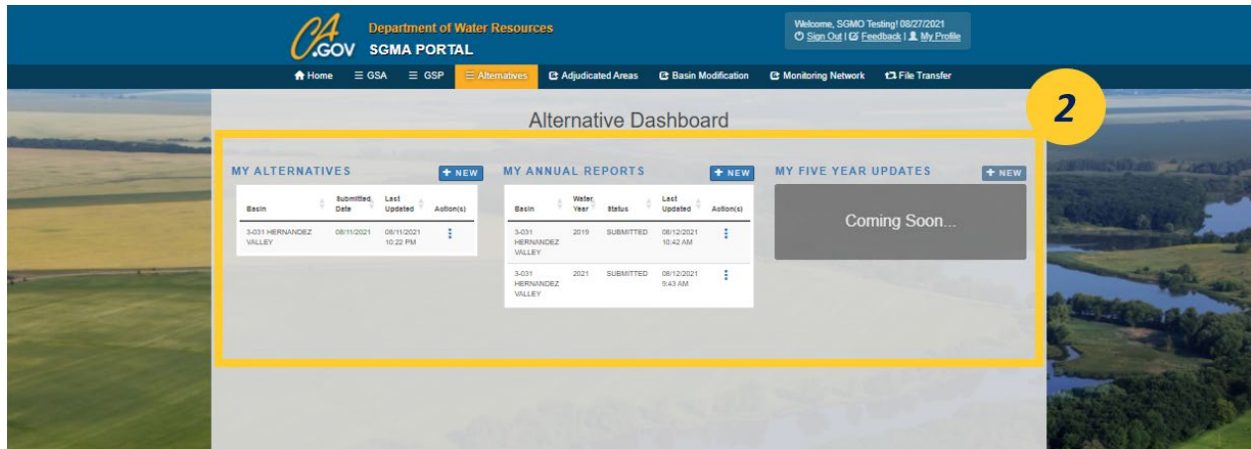 CA.GOV
Department of Water Resources
SGMA PORTAL
Welcome, SGMO Testing! 08/27/2021
Sign Out | Feedback | My Profile
Home GSA GSP Alternatives Adjudicated Areas Basin Modification Monitoring Network File Transfer
2
Alternative Dashboard
MY ALTERNATIVES + NEW
Basin Submitted Date Last Updated Action(s)
3-031 HERNANDEZ VALLEY 08/11/2021 08/11/2021 10:22 PM
MY ANNUAL REPORTS + NEW
Basin Water Year Status Last Updated Action(s)
3-031 HERNANDEZ VALLEY 2019 SUBMITTED 08/12/2021 10:42 AM
3-031 HERNANDEZ VALLEY 2021 SUBMITTED 08/12/2021 9:43 AM
MY FIVE YEAR UPDATES + NEW
Coming Soon...